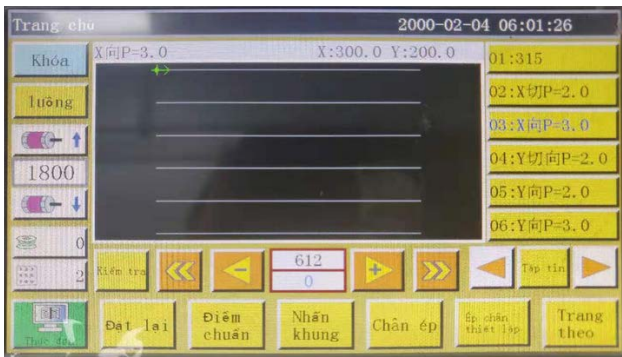 Trang chủ 2000-02-04 06:01:26
Khóa
X向P=3.0 X:300.0 Y:200.0
01:315
luồng
02:X切P=2.0
03:X向P=3.0
1800
04:Y切向P=2.0
05:Y向P=2.0
06:Y向P=3.0
0
2
Kiểm tra
612
0
Tập tin
Thực đơn
Đặt lại
Điểm chuẩn
Nhấn khung
Chân ép
Ép chân thiết lập
Trang theo